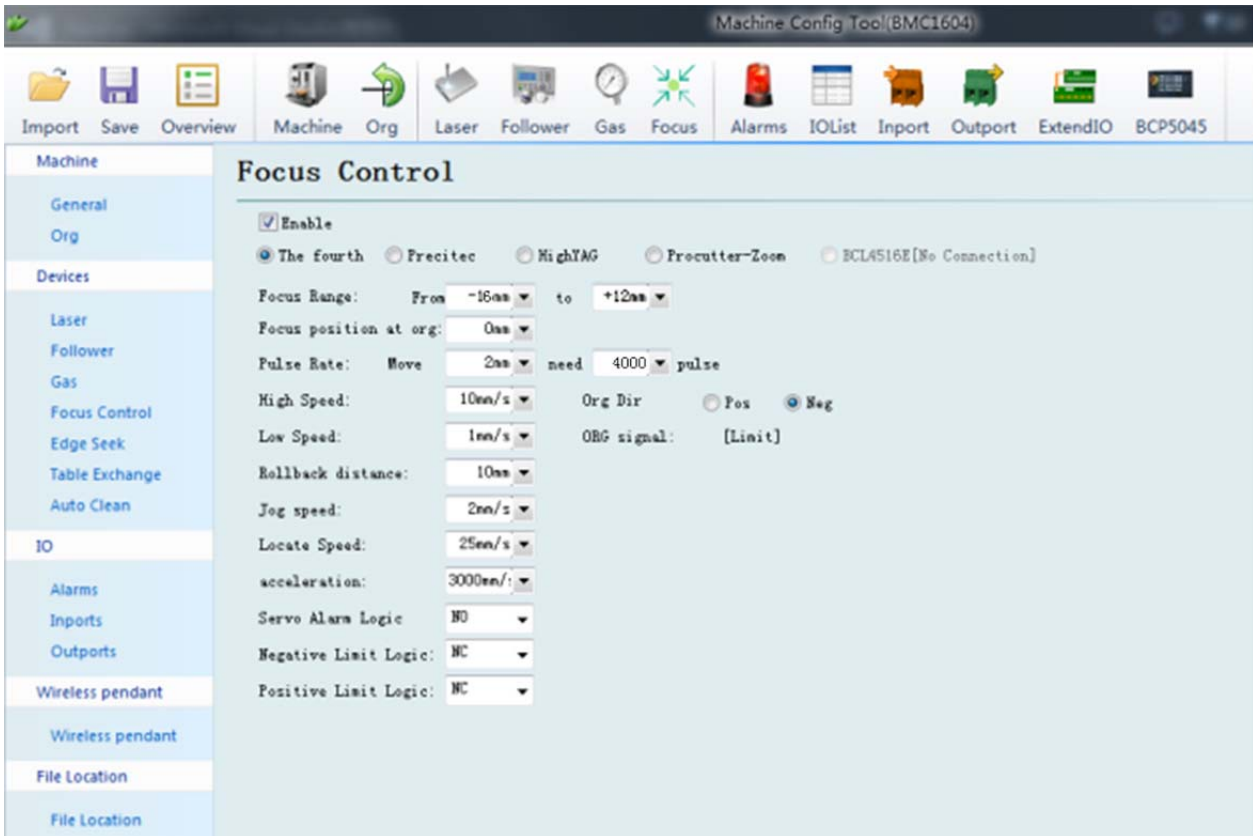 Machine Config Tool(BMC1604)
Import Save Overview Machine Org Laser Follower Gas Focus Alarms IOList Inport Outport ExtendIO BCP5045
Machine
General
Org
Devices
Laser
Follower
Gas
Focus Control
Edge Seek
Table Exchange
Auto Clean
IO
Alarms
Inports
Outports
Wireless pendant
Wireless pendant
File Location
File Location
Focus Control
Enable
The fourth Precitec HighYAG Procutter-Zoom BCL4516E[No Connection]
Focus Range: From -16mm to +12mm
Focus position at org: 0mm
Pulse Rate: Move 2mm need 4000 pulse
High Speed: 10mm/s Org Dir Pos Neg
Low Speed: 1mm/s ORG signal: [Limit]
Rollback distance: 10mm
Jog speed: 2mm/s
Locate Speed: 25mm/s
acceleration: 3000mm/
Servo Alarm Logic NO
Negative Limit Logic: NC
Positive Limit Logic: NC